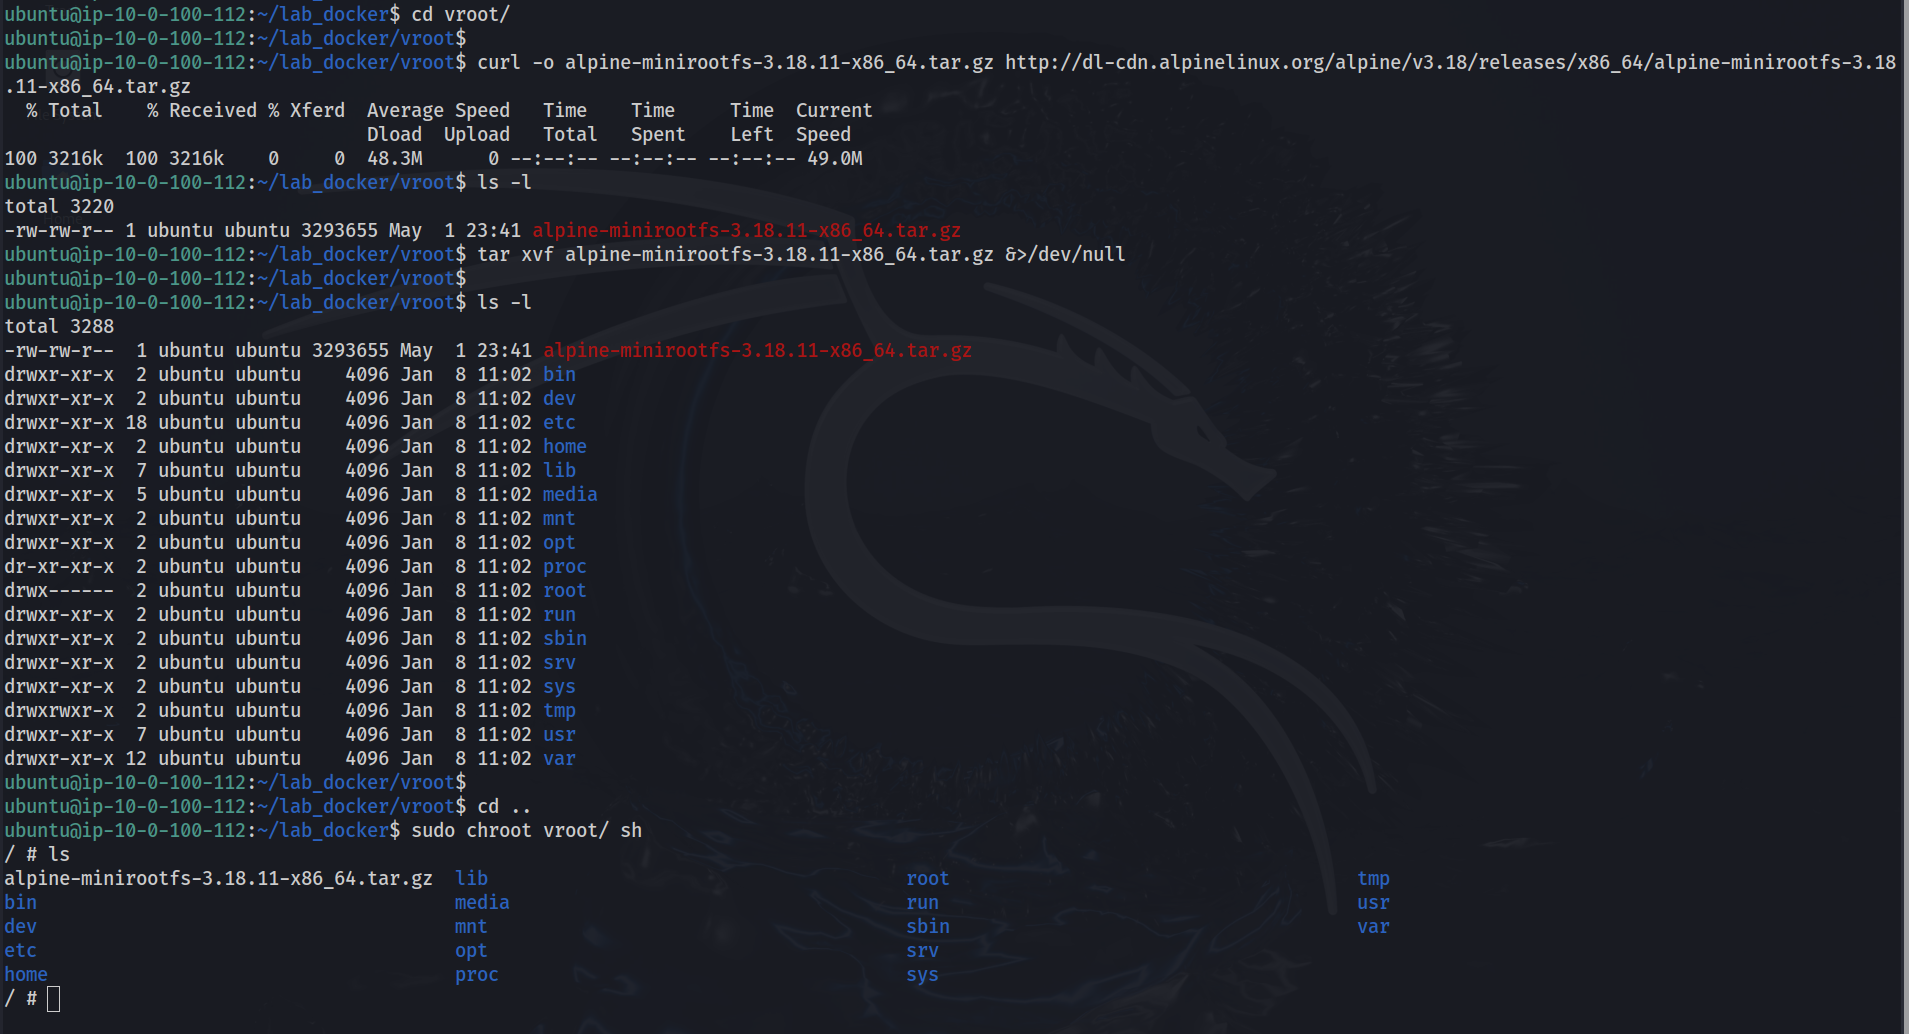 ubuntu@ip-10-0-100-112:~/lab_docker$ cd vroot/
ubuntu@ip-10-0-100-112:~/lab_docker/vroot$
ubuntu@ip-10-0-100-112:~/lab_docker/vroot$ curl -o alpine-minirootfs-3.18.11-x86_64.tar.gz http://dl-cdn.alpinelinux.org/alpine/v3.18/releases/x86_64/alpine-minirootfs-3.18
.11-x86_64.tar.gz
  % Total    % Received % Xferd  Average Speed   Time    Time     Time  Current
                                 Dload  Upload   Total   Spent    Left  Speed
100 3216k  100 3216k    0     0  48.3M      0 --:--:-- --:--:-- --:--:-- 49.0M
ubuntu@ip-10-0-100-112:~/lab_docker/vroot$ ls -l
total 3220
-rw-rw-r-- 1 ubuntu ubuntu 3293655 May  1 23:41 alpine-minirootfs-3.18.11-x86_64.tar.gz
ubuntu@ip-10-0-100-112:~/lab_docker/vroot$ tar xvf alpine-minirootfs-3.18.11-x86_64.tar.gz &>/dev/null
ubuntu@ip-10-0-100-112:~/lab_docker/vroot$
ubuntu@ip-10-0-100-112:~/lab_docker/vroot$ ls -l
total 3288
-rw-rw-r--  1 ubuntu ubuntu 3293655 May  1 23:41 alpine-minirootfs-3.18.11-x86_64.tar.gz
drwxr-xr-x  2 ubuntu ubuntu    4096 Jan  8 11:02 bin
drwxr-xr-x  2 ubuntu ubuntu    4096 Jan  8 11:02 dev
drwxr-xr-x 18 ubuntu ubuntu    4096 Jan  8 11:02 etc
drwxr-xr-x  2 ubuntu ubuntu    4096 Jan  8 11:02 home
drwxr-xr-x  7 ubuntu ubuntu    4096 Jan  8 11:02 lib
drwxr-xr-x  5 ubuntu ubuntu    4096 Jan  8 11:02 media
drwxr-xr-x  2 ubuntu ubuntu    4096 Jan  8 11:02 mnt
drwxr-xr-x  2 ubuntu ubuntu    4096 Jan  8 11:02 opt
dr-xr-xr-x  2 ubuntu ubuntu    4096 Jan  8 11:02 proc
drwx------  2 ubuntu ubuntu    4096 Jan  8 11:02 root
drwxr-xr-x  2 ubuntu ubuntu    4096 Jan  8 11:02 run
drwxr-xr-x  2 ubuntu ubuntu    4096 Jan  8 11:02 sbin
drwxr-xr-x  2 ubuntu ubuntu    4096 Jan  8 11:02 srv
drwxr-xr-x  2 ubuntu ubuntu    4096 Jan  8 11:02 sys
drwxrwxr-x  2 ubuntu ubuntu    4096 Jan  8 11:02 tmp
drwxr-xr-x  7 ubuntu ubuntu    4096 Jan  8 11:02 usr
drwxr-xr-x 12 ubuntu ubuntu    4096 Jan  8 11:02 var
ubuntu@ip-10-0-100-112:~/lab_docker/vroot$
ubuntu@ip-10-0-100-112:~/lab_docker/vroot$ cd ..
ubuntu@ip-10-0-100-112:~/lab_docker$ sudo chroot vroot/ sh
/ # ls
alpine-minirootfs-3.18.11-x86_64.tar.gz  lib                                      root                                     tmp
bin                                      media                                    run                                      usr
dev                                      mnt                                      sbin                                     var
etc                                      opt                                      srv
home                                     proc                                     sys
/ #